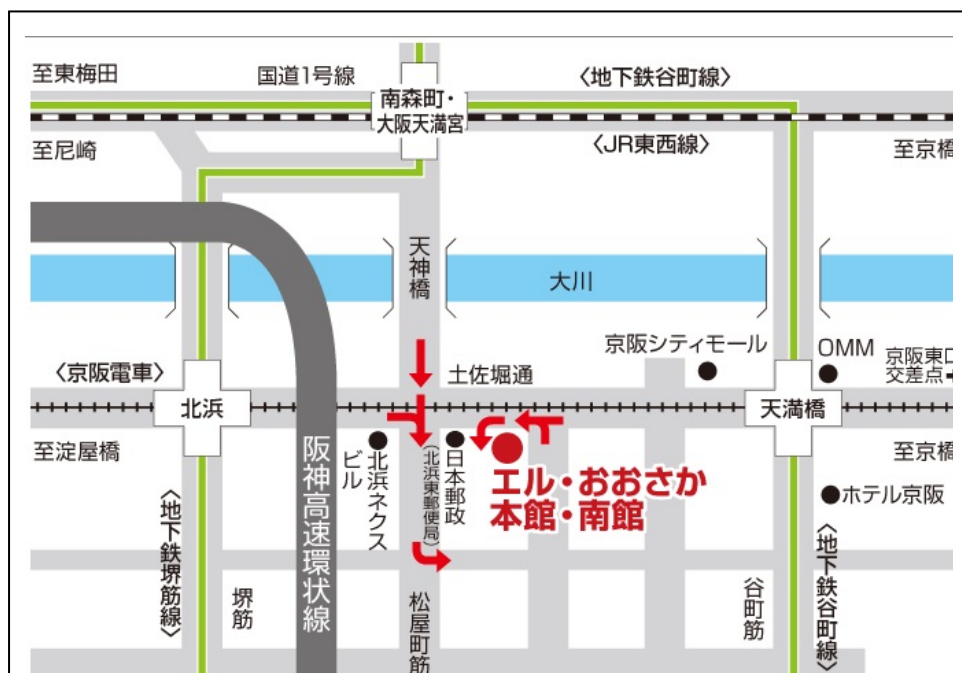 至東梅田
国道1号線
〈地下鉄谷町線〉
南森町・
大阪天満宮
至尼崎
〈JR東西線〉
至京橋
天神橋
大川
京阪シティモール
OMM
京阪東口
交差点
〈京阪電車〉
土佐堀通
北浜
天満橋
至淀屋橋
至京橋
北浜ネクス
ビル
日本郵政
(北浜東郵便局)
エル・おおさか
本館・南館
ホテル京阪
阪神高速環状線
〈地下鉄堺筋線〉
堺筋
松屋町筋
谷町筋
〈地下鉄谷町線〉